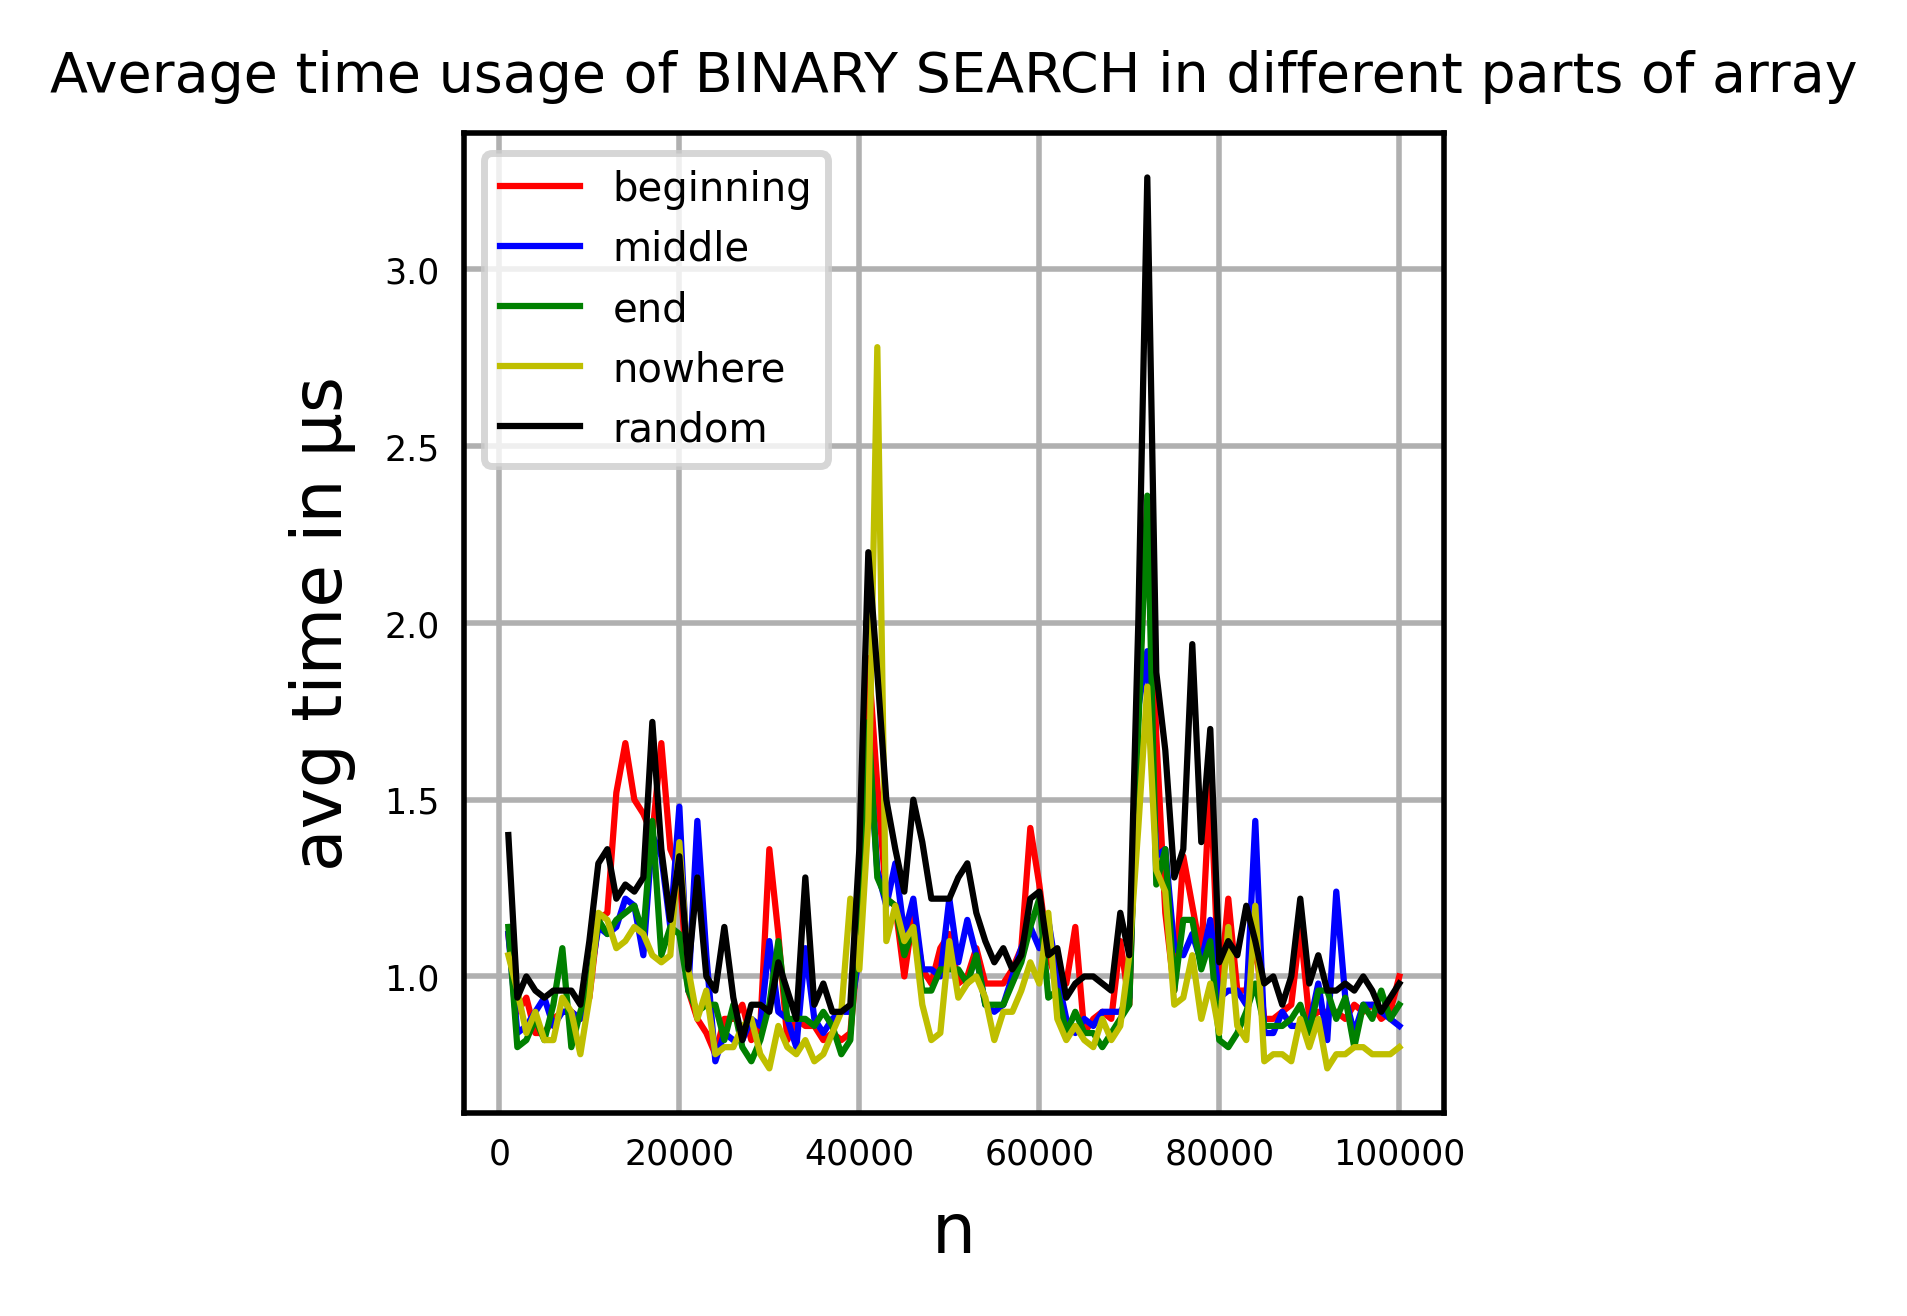 Average time usage of BINARY SEARCH in different parts of array
beginning
middle
end
nowhere
random
avg time in µs
3.0
2.5
2.0
1.5
1.0
0 20000 40000 60000 80000 100000
n